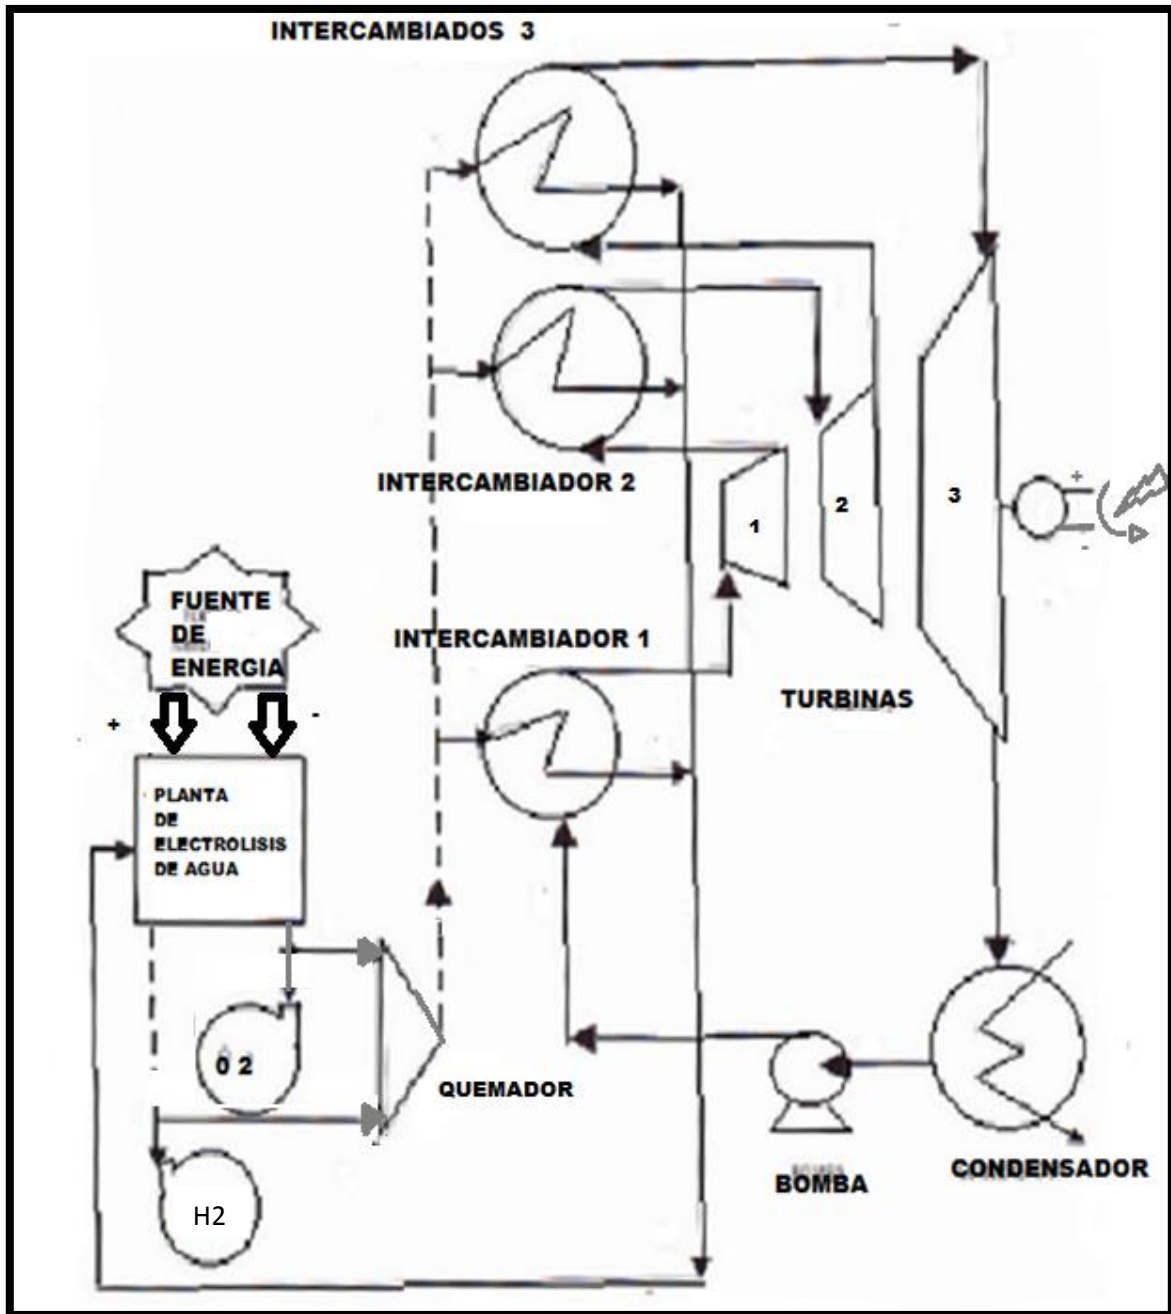 INTERCAMBIADOS 3
INTERCAMBIADOR 2
1
2
3
+
-
FUENTE
DE
ENERGIA
INTERCAMBIADOR 1
TURBINAS
+
-
PLANTA
DE
ELECTROLISIS
DE AGUA
0 2
QUEMADOR
H2
BOMBA
CONDENSADOR